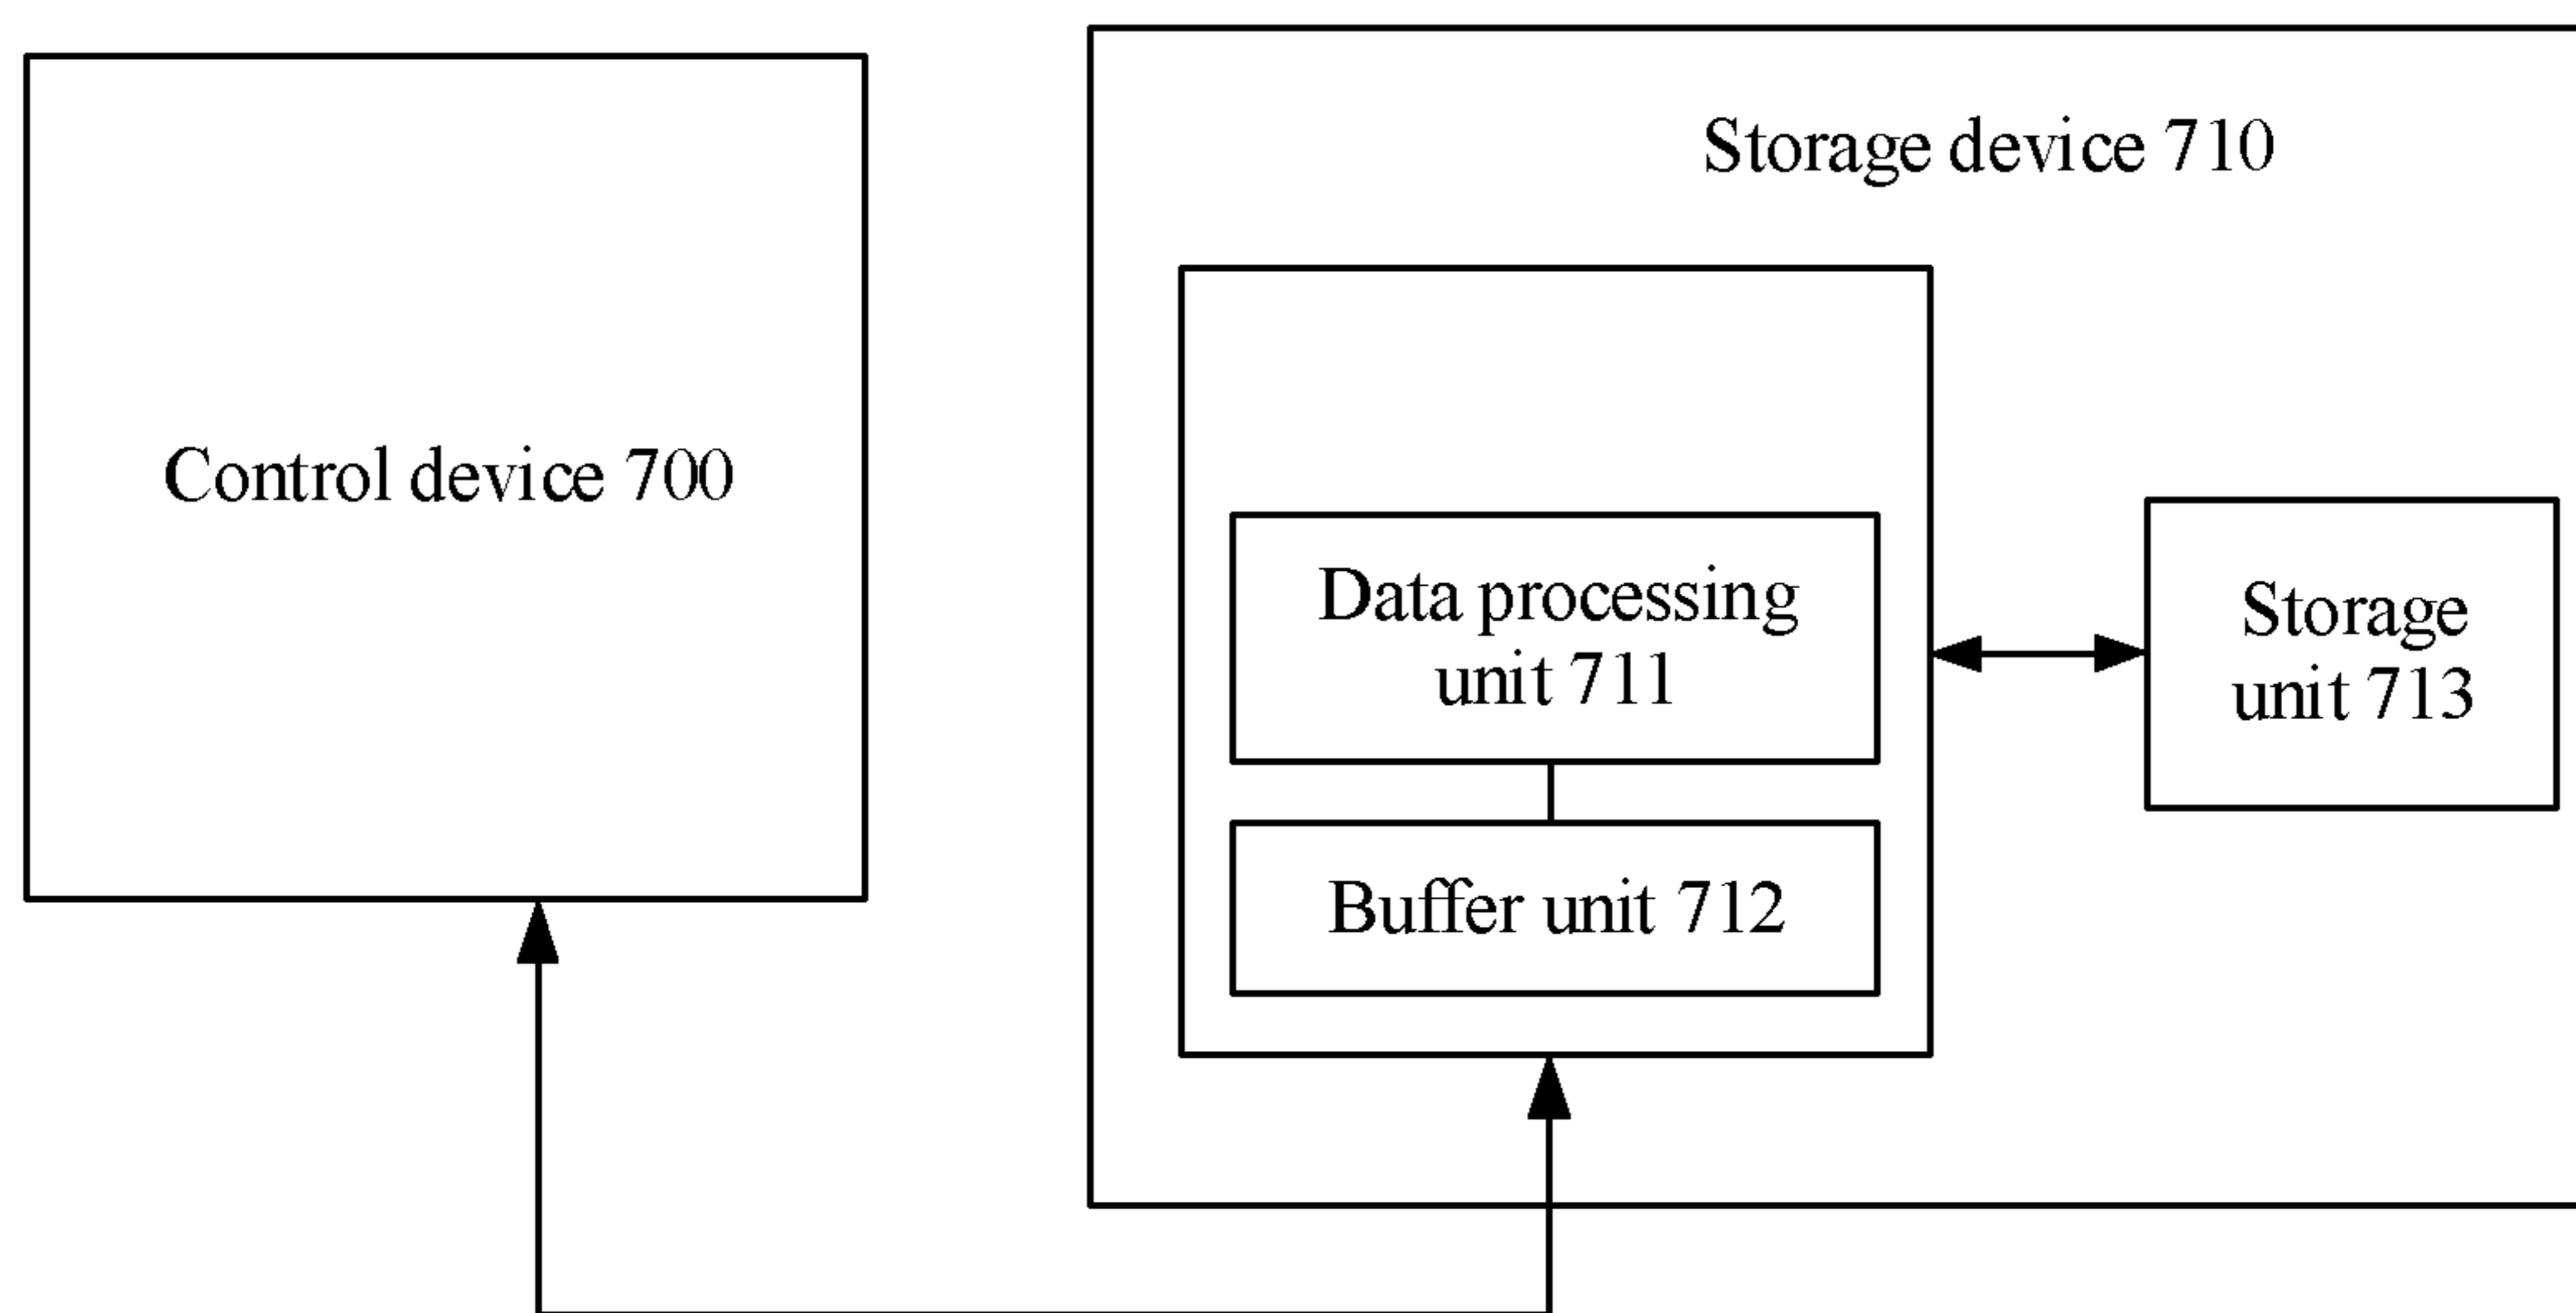 Storage device 710
Control device 700
Data processing
unit 711
Storage
unit 713
Buffer unit 712